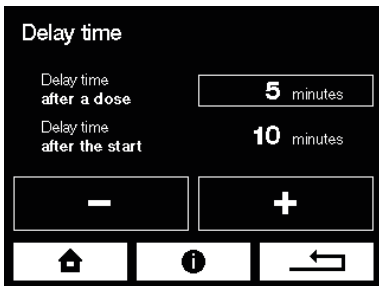 Delay time
Delay time
after a dose
5 minutes
Delay time
after the start
10 minutes
- +
i